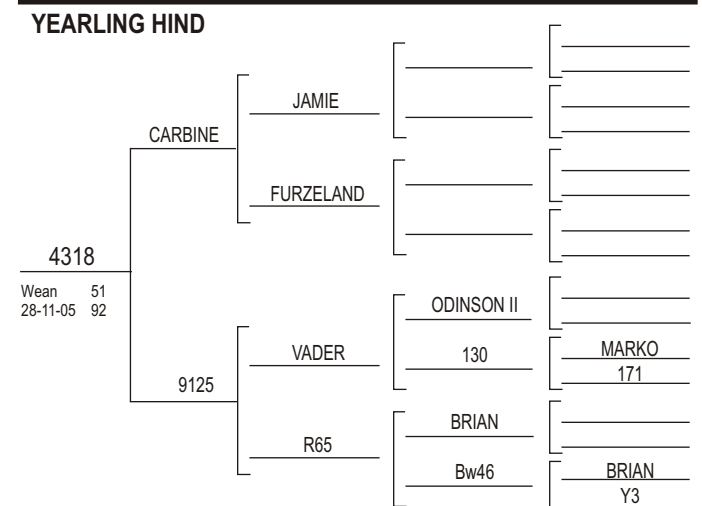 YEARLING HIND
JAMIE
CARBINE
FURZELAND
4318
Wean 51
28-11-05 92
ODINSON II
VADER
130
MARKO
171
9125
BRIAN
R65
Bw46
BRIAN
Y3